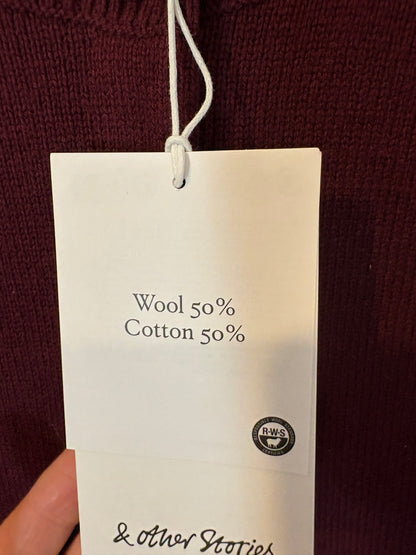 Wool 50%
Cotton 50%
R·W·S
& other Stories